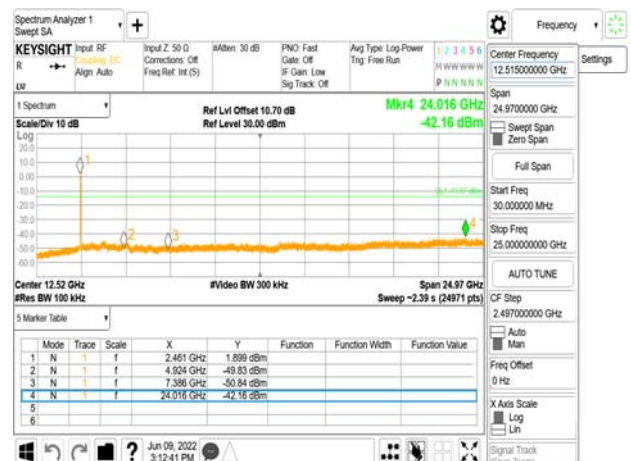 Spectrum Analyzer 1
Swept SA
Frequency
KEYSIGHT
Input: RF
Coupling: DC
Align: Auto
Input Z: 50 Ω
Corrections: Off
Freq Ref: Int (S)
#Atten: 30 dB
PNO: Fast
Gate: Off
IF Gain: Low
Sig Track: Off
Avg Type: Log-Power
Trig: Free Run
1 2 3 4 5 6
M W W W W W
P N N N N N
R
LVI
Center Frequency
12.515000000 GHz
Settings
1 Spectrum
Scale/Div 10 dB
Ref Lvl Offset 10.70 dB
Ref Level 30.00 dBm
Mkr4 24.016 GHz
-42.16 dBm
Log
20.0
10.0
0.00
-10.0
-20.0
-30.0
-40.0
-50.0
-60.0
1
2
3
4
Center 12.52 GHz
#Res BW 100 kHz
#Video BW 300 kHz
Span 24.97 GHz
Sweep ~2.39 s (24971 pts)
Span
24.9700000 GHz
Swept Span
Zero Span
Full Span
Start Freq
30.000000 MHz
Stop Freq
25.000000000 GHz
AUTO TUNE
CF Step
2.497000000 GHz
Auto
Man
Freq Offset
0 Hz
X Axis Scale
Log
Lin
Signal Track
5 Marker Table
Mode Trace Scale X Y Function Function Width Function Value
1 N 1 f 2.461 GHz 1.899 dBm
2 N 1 f 4.924 GHz -49.83 dBm
3 N 1 f 7.386 GHz -50.84 dBm
4 N 1 f 24.016 GHz -42.16 dBm
5
6
Jun 09, 2022
3:12:41 PM